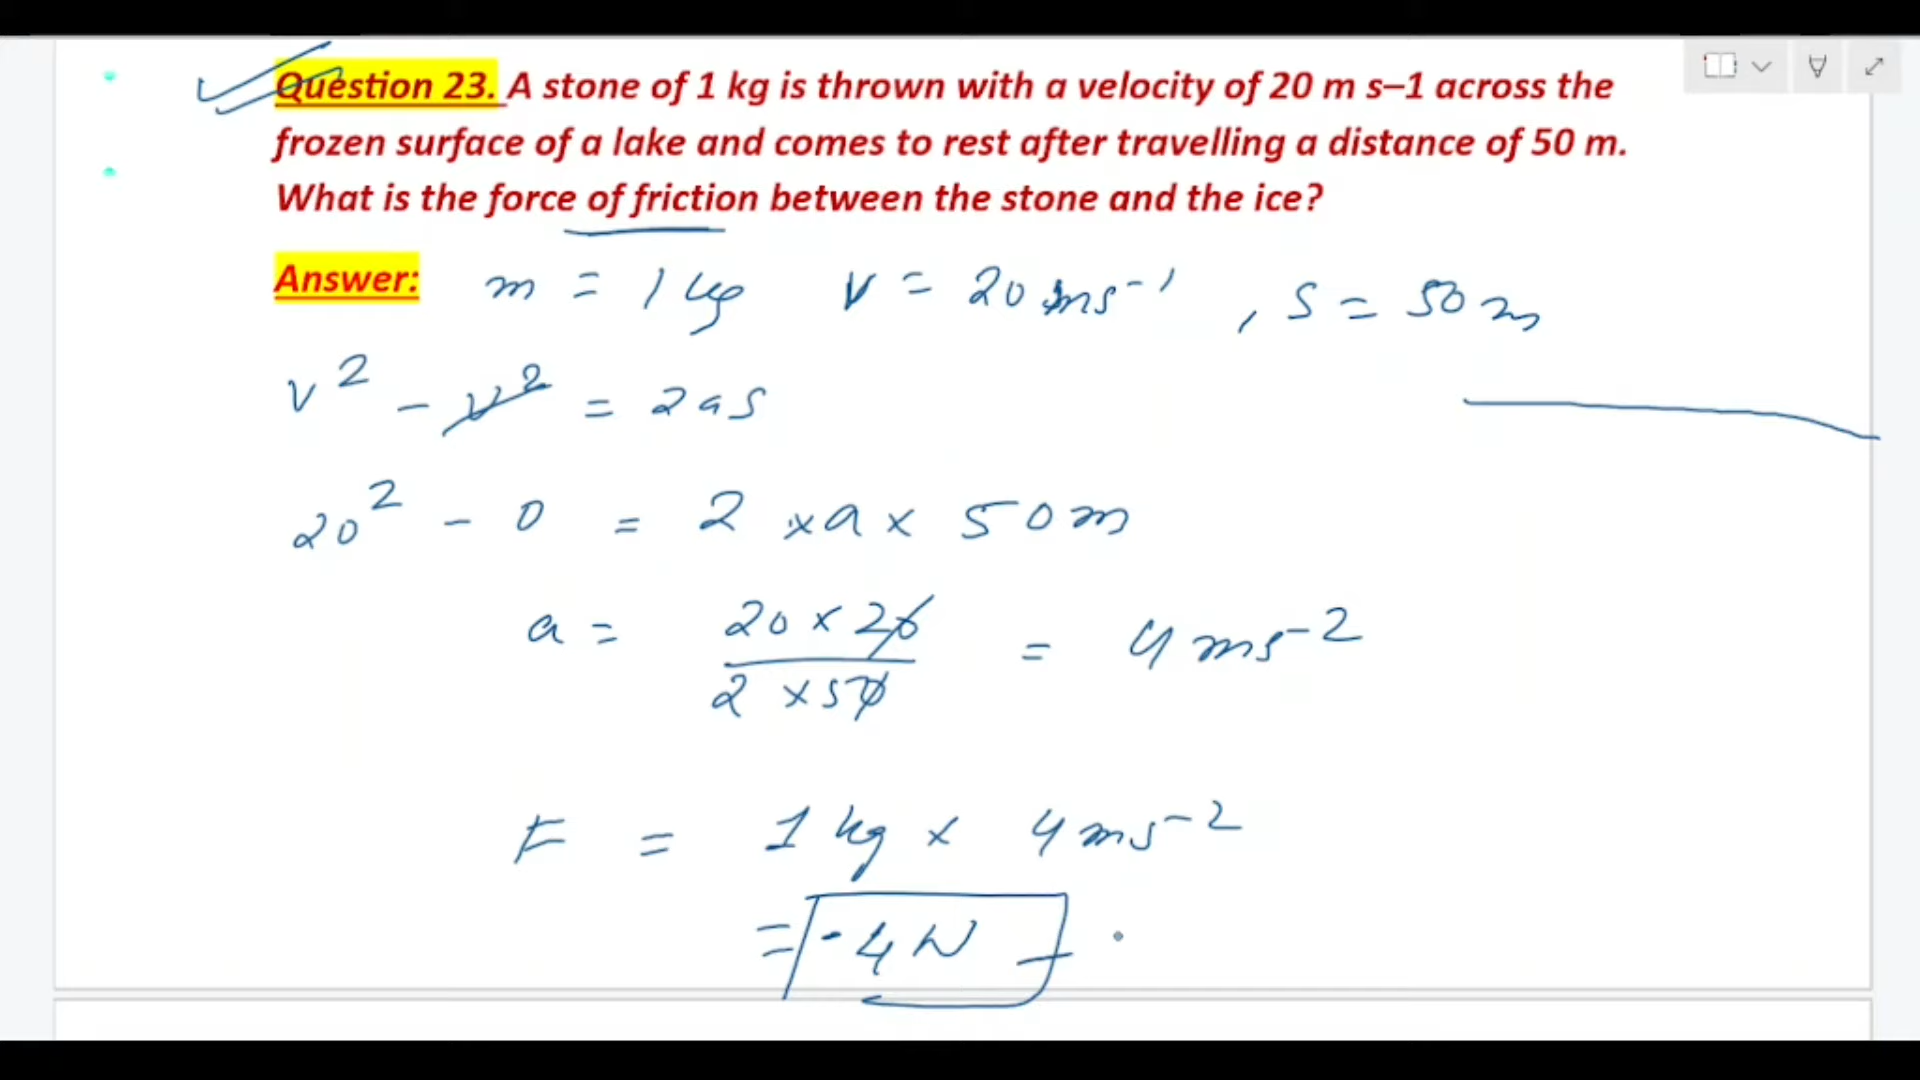 Question 23. A stone of 1 kg is thrown with a velocity of 20 m s–1 across the
frozen surface of a lake and comes to rest after travelling a distance of 50 m.
What is the force of friction between the stone and the ice?
Answer: m = 1 kg v = 20 ms⁻¹ , S = 50 m
v² - u² = 2as
20² - 0 = 2 × a × 50 m
a = 20 × 20 / 2 × 50 = 4 ms⁻²
F = 1 kg × 4 ms⁻²
= -4 N